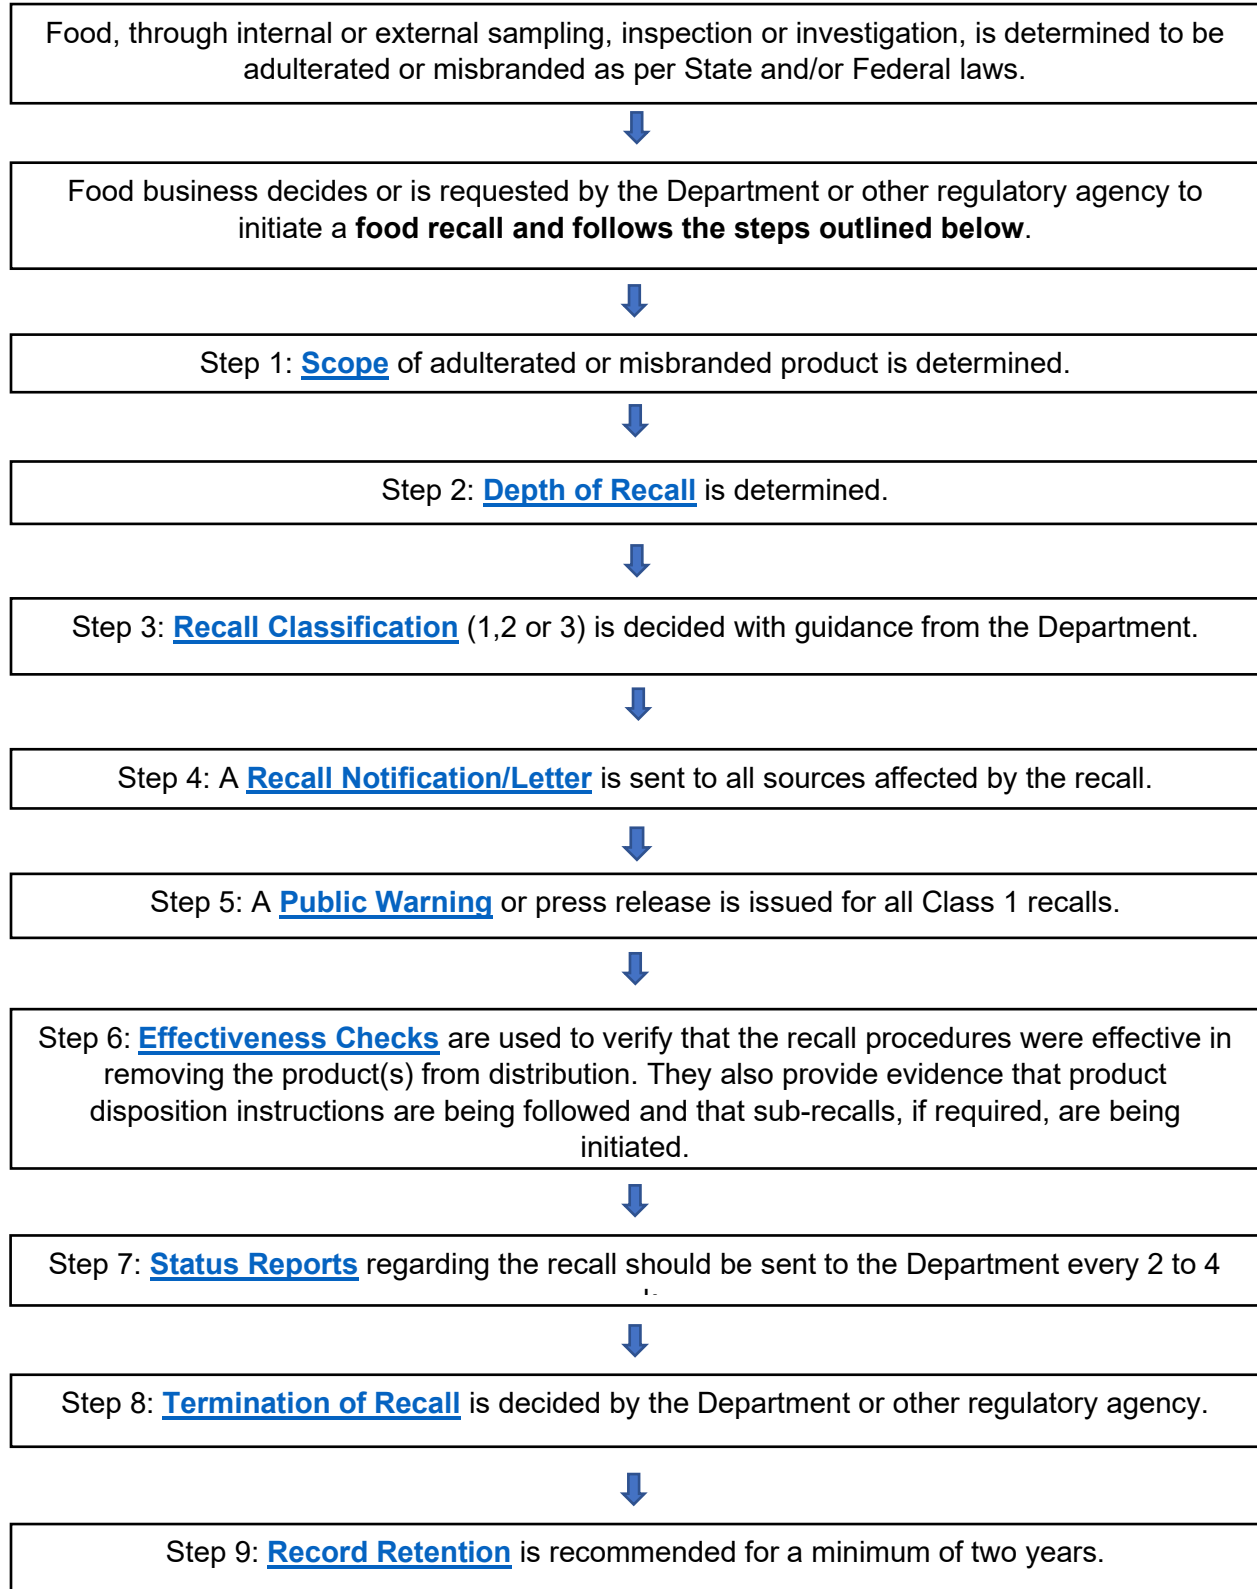 Food, through internal or external sampling, inspection or investigation, is determined to be
adulterated or misbranded as per State and/or Federal laws.
Food business decides or is requested by the Department or other regulatory agency to
initiate a food recall and follows the steps outlined below.
Step 1: Scope of adulterated or misbranded product is determined.
Step 2: Depth of Recall is determined.
Step 3: Recall Classification (1,2 or 3) is decided with guidance from the Department.
Step 4: A Recall Notification/Letter is sent to all sources affected by the recall.
Step 5: A Public Warning or press release is issued for all Class 1 recalls.
Step 6: Effectiveness Checks are used to verify that the recall procedures were effective in
removing the product(s) from distribution. They also provide evidence that product
disposition instructions are being followed and that sub-recalls, if required, are being
initiated.
Step 7: Status Reports regarding the recall should be sent to the Department every 2 to 4
Step 8: Termination of Recall is decided by the Department or other regulatory agency.
Step 9: Record Retention is recommended for a minimum of two years.